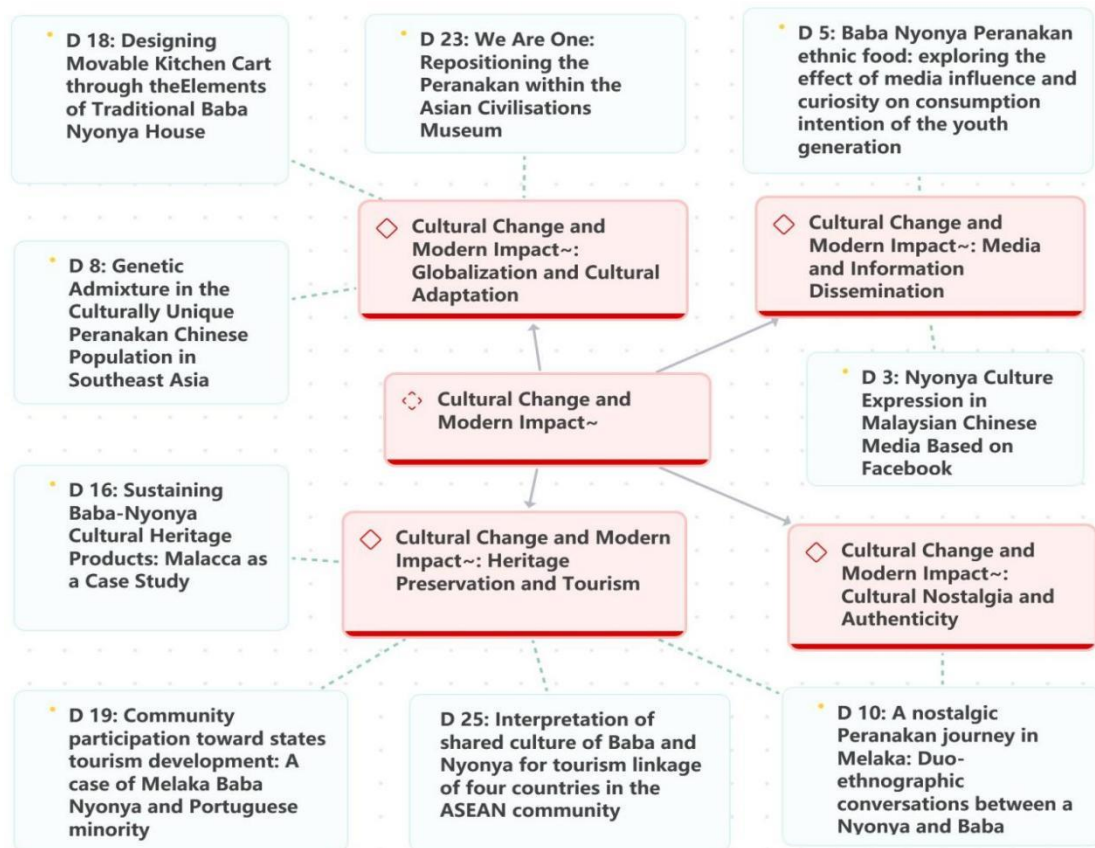 D 18: Designing
Movable Kitchen Cart
through theElements
of Traditional Baba
Nyonya House
D 23: We Are One:
Repositioning the
Peranakan within the
Asian Civilisations
Museum
D 5: Baba Nyonya Peranakan
ethnic food: exploring the
effect of media influence and
curiosity on consumption
intention of the youth
generation
Cultural Change and
Modern Impact~:
Globalization and Cultural
Adaptation
Cultural Change and
Modern Impact~: Media
and Information
Dissemination
D 8: Genetic
Admixture in the
Culturally Unique
Peranakan Chinese
Population in
Southeast Asia
Cultural Change and
Modern Impact~
D 3: Nyonya Culture
Expression in
Malaysian Chinese
Media Based on
Facebook
D 16: Sustaining
Baba-Nyonya
Cultural Heritage
Products: Malacca as
a Case Study
Cultural Change and Modern
Impact~: Heritage
Preservation and Tourism
Cultural Change and
Modern Impact~:
Cultural Nostalgia and
Authenticity
D 19: Community
participation toward states
tourism development: A
case of Melaka Baba
Nyonya and Portuguese
minority
D 25: Interpretation of
shared culture of Baba and
Nyonya for tourism linkage
of four countries in the
ASEAN community
D 10: A nostalgic
Peranakan journey in
Melaka: Duo-
ethnographic
conversations between a
Nyonya and Baba